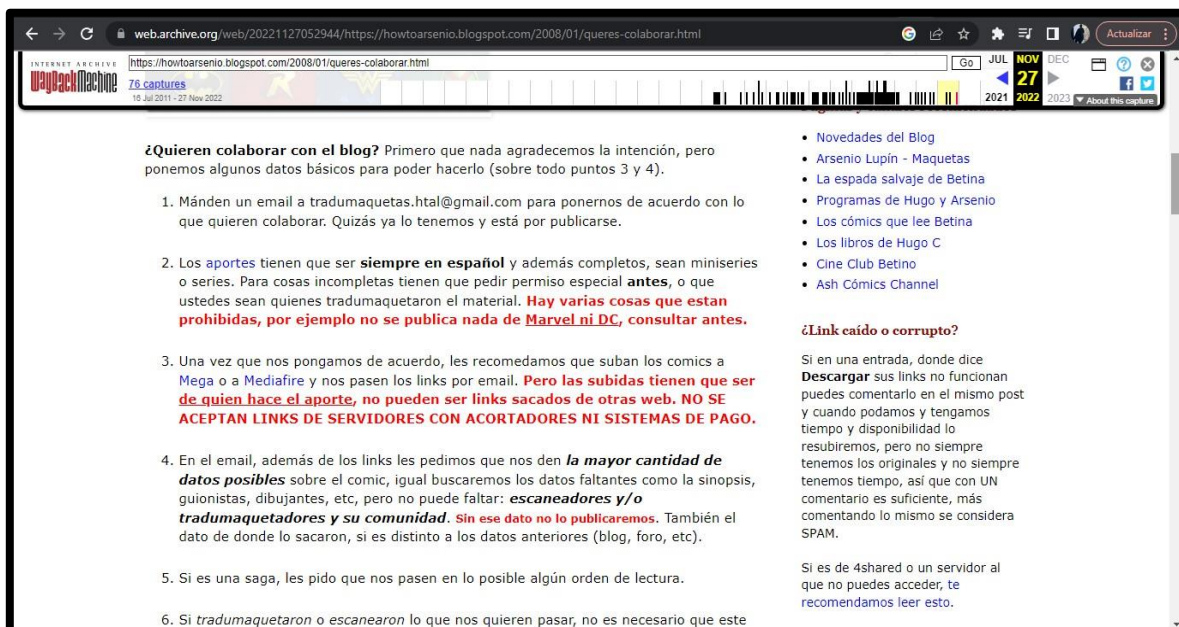 web.archive.org/web/20221127052944/https://howtoarsenio.blogspot.com/2008/01/queres-colaborar.html
Actualizar
INTERNET ARCHIVE
WayBackMachine
https://howtoarsenio.blogspot.com/2008/01/queres-colaborar.html
Go
JUL NOV DEC
76 captures
27
16 Jul 2011 - 27 Nov 2022
2021 2022 2023
About this capture
¿Quieren colaborar con el blog? Primero que nada agradecemos la intención, pero
ponemos algunos datos básicos para poder hacerlo (sobre todo puntos 3 y 4).
1. Mánden un email a tradumaquetas.htal@gmail.com para ponernos de acuerdo con lo
que quieren colaborar. Quizás ya lo tenemos y está por publicarse.
2. Los aportes tienen que ser siempre en español y además completos, sean miniseries
o series. Para cosas incompletas tienen que pedir permiso especial antes, o que
ustedes sean quienes tradumaquetaron el material. Hay varias cosas que estan
prohibidas, por ejemplo no se publica nada de Marvel ni DC, consultar antes.
3. Una vez que nos pongamos de acuerdo, les recomedamos que suban los comics a
Mega o a Mediafire y nos pasen los links por email. Pero las subidas tienen que ser
de quien hace el aporte, no pueden ser links sacados de otras web. NO SE
ACEPTAN LINKS DE SERVIDORES CON ACORTADORES NI SISTEMAS DE PAGO.
4. En el email, además de los links les pedimos que nos den la mayor cantidad de
datos posibles sobre el comic, igual buscaremos los datos faltantes como la sinopsis,
guionistas, dibujantes, etc, pero no puede faltar: escaneadores y/o
tradumaquetadores y su comunidad. Sin ese dato no lo publicaremos. También el
dato de donde lo sacaron, si es distinto a los datos anteriores (blog, foro, etc).
5. Si es una saga, les pido que nos pasen en lo posible algún orden de lectura.
6. Si tradumaquetaron o escanearon lo que nos quieren pasar, no es necesario que este
Novedades del Blog
Arsenio Lupín - Maquetas
La espada salvaje de Betina
Programas de Hugo y Arsenio
Los cómics que lee Betina
Los libros de Hugo C
Cine Club Betino
Ash Cómics Channel
¿Link caído o corrupto?
Si en una entrada, donde dice
Descargar sus links no funcionan
puedes comentarlo en el mismo post
y cuando podamos y tengamos
tiempo y disponibilidad lo
resubiremos, pero no siempre
tenemos los originales y no siempre
tenemos tiempo, así que con UN
comentario es suficiente, más
comentando lo mismo se considera
SPAM.
Si es de 4shared o un servidor al
que no puedes acceder, te
recomendamos leer esto.